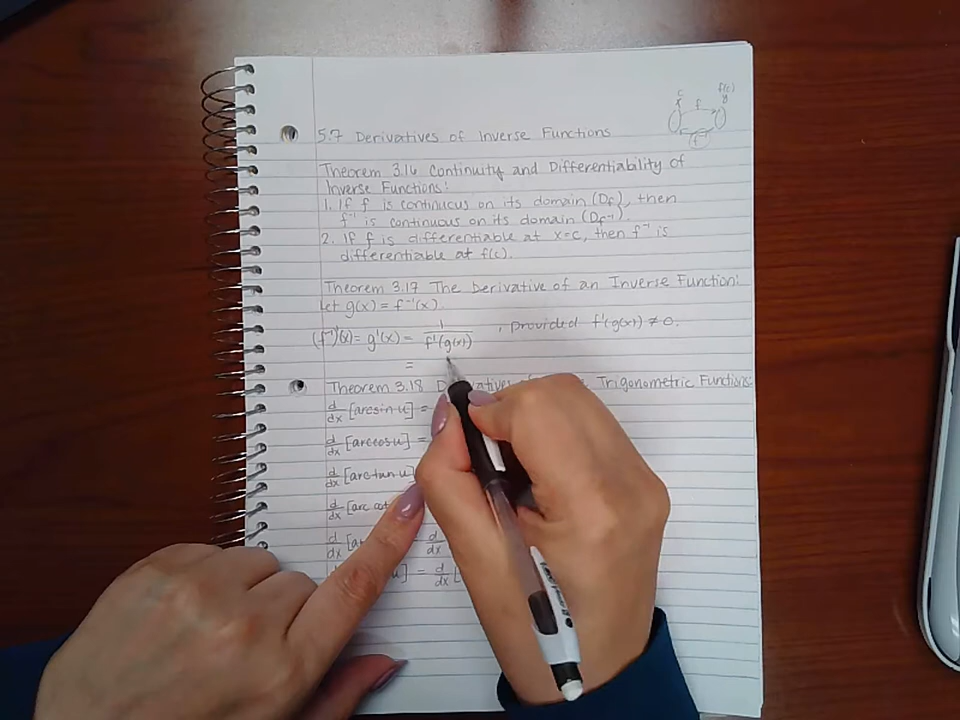 c f(c)
x f y
f⁻¹
5.7 Derivatives of Inverse Functions
Theorem 3.16 Continuity and Differentiability of
Inverse Functions:
1. If f is continuous on its domain (Df), then
f⁻¹ is continuous on its domain (Df⁻¹).
2. If f is differentiable at x=c, then f⁻¹ is
differentiable at f(c).
Theorem 3.17 The Derivative of an Inverse Function:
Let g(x) = f⁻¹(x).
(f⁻¹)'(x) = g'(x) = 1/f'(g(x)) , provided f'(g(x)) ≠ 0.
=
Theorem 3.18 Trigonometric Functions:
d/dx [arcsin u] =
d/dx [arccos u] =
d/dx [arctan u]
d/dx [arc
d/dx [a d/dx
u] = d/dx [